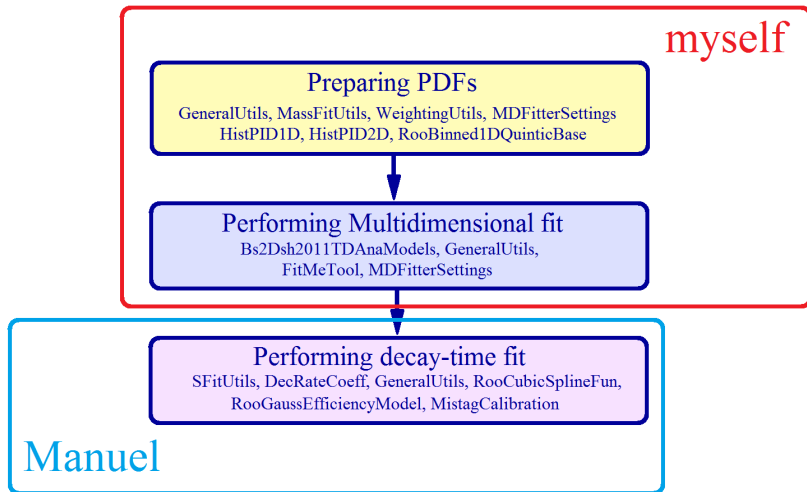 myself
Preparing PDFs
GeneralUtils, MassFitUtils, WeightingUtils, MDFitterSettings
HistPID1D, HistPID2D, RooBinned1DQuinticBase
Performing Multidimensional fit
Bs2Dsh2011TDAnaModels, GeneralUtils,
FitMeTool, MDFitterSettings
Performing decay-time fit
SFitUtils, DecRateCoeff, GeneralUtils, RooCubicSplineFun,
RooGaussEfficiencyModel, MistagCalibration
Manuel